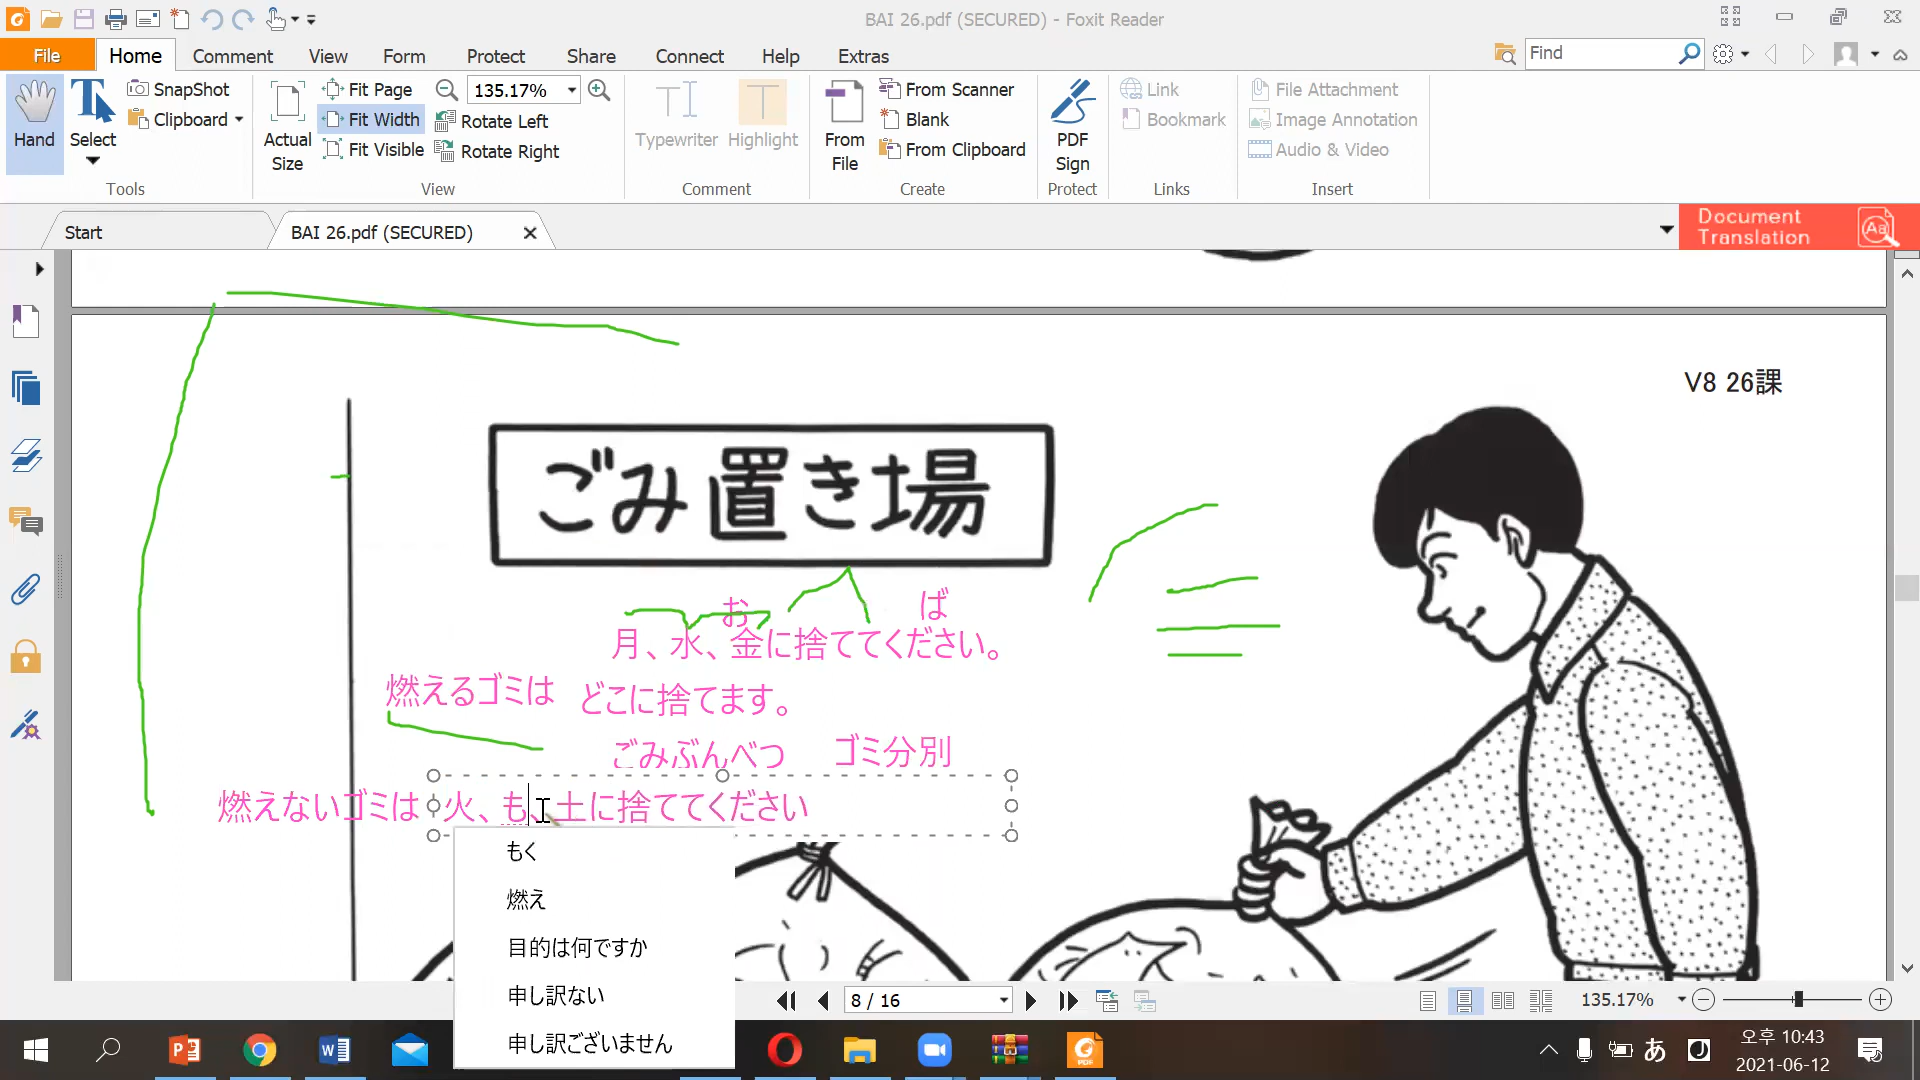 BAI 26.pdf (SECURED) - Foxit Reader
File Home Comment View Form Protect Share Connect Help Extras
Find
Hand
Select
SnapShot
Clipboard
Tools
Actual Size
Fit Page
Fit Width
Fit Visible
135.17%
Rotate Left
Rotate Right
View
Typewriter
Highlight
Comment
From File
From Scanner
Blank
From Clipboard
Create
PDF Sign
Protect
Link
Bookmark
Links
File Attachment
Image Annotation
Audio & Video
Insert
Start
BAI 26.pdf (SECURED)
Document Translation
V8 26課
ごみ置き場
お ば
月、水、金に捨ててください。
燃えるゴミは どこに捨てます。
ごみぶんべつ ゴミ分別
燃えないゴミは 火、も、土に捨ててください
もく
燃え
目的は何ですか
申し訳ない
申し訳ございません
8 / 16
135.17%
あ
오후 10:43
2021-06-12